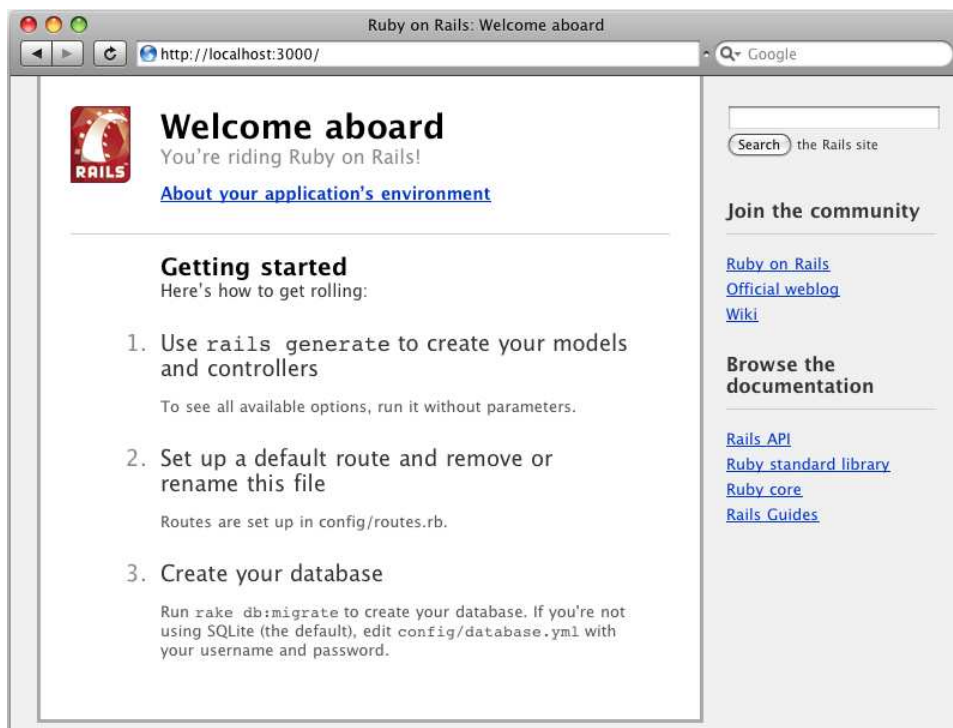 Ruby on Rails: Welcome aboard
http://localhost:3000/
Google
RAILS
Welcome aboard
You're riding Ruby on Rails!
About your application's environment
Getting started
Here's how to get rolling:
1. Use rails generate to create your models
and controllers
To see all available options, run it without parameters.
2. Set up a default route and remove or
rename this file
Routes are set up in config/routes.rb.
3. Create your database
Run rake db:migrate to create your database. If you're not
using SQLite (the default), edit config/database.yml with
your username and password.
Search the Rails site
Join the community
Ruby on Rails
Official weblog
Wiki
Browse the
documentation
Rails API
Ruby standard library
Ruby core
Rails Guides